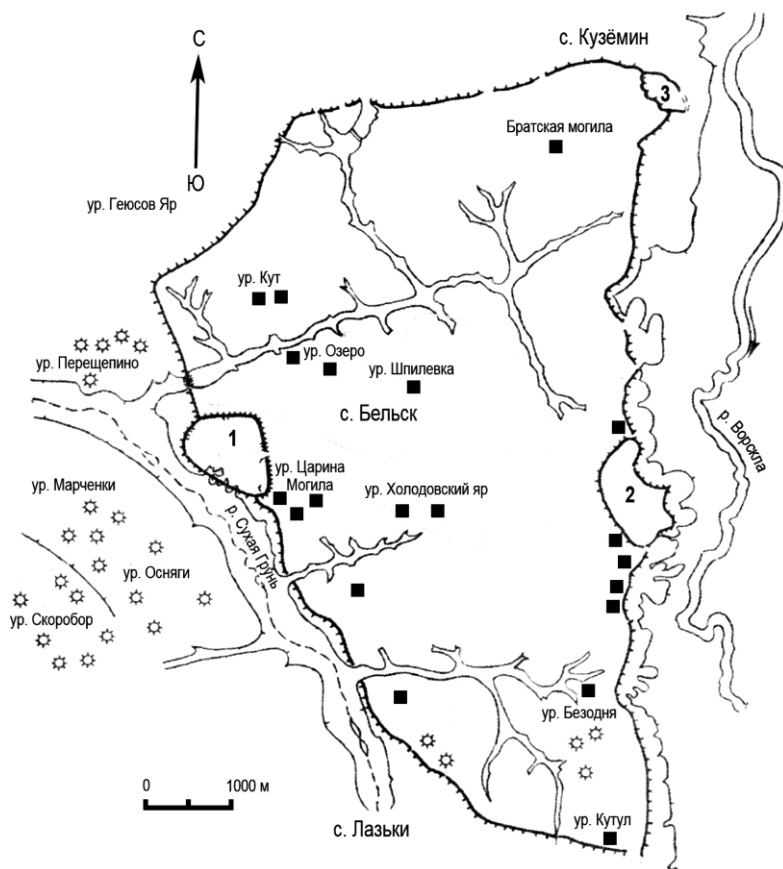 с. Кузёмин
С
3
Братская могила
Ю
ур. Геюсов Яр
ур. Кут
ур. Озеро
ур. Перещепино
ур. Шпилевка
с. Бельск
р. Ворскла
1
ур. Царина
Могила
2
ур. Марченки
ур. Холодовский яр
р. Сухая Грунь
ур. Осняги
ур. Скоробор
ур. Безодня
0 1000 м
ур. Кутул
с. Лазьки